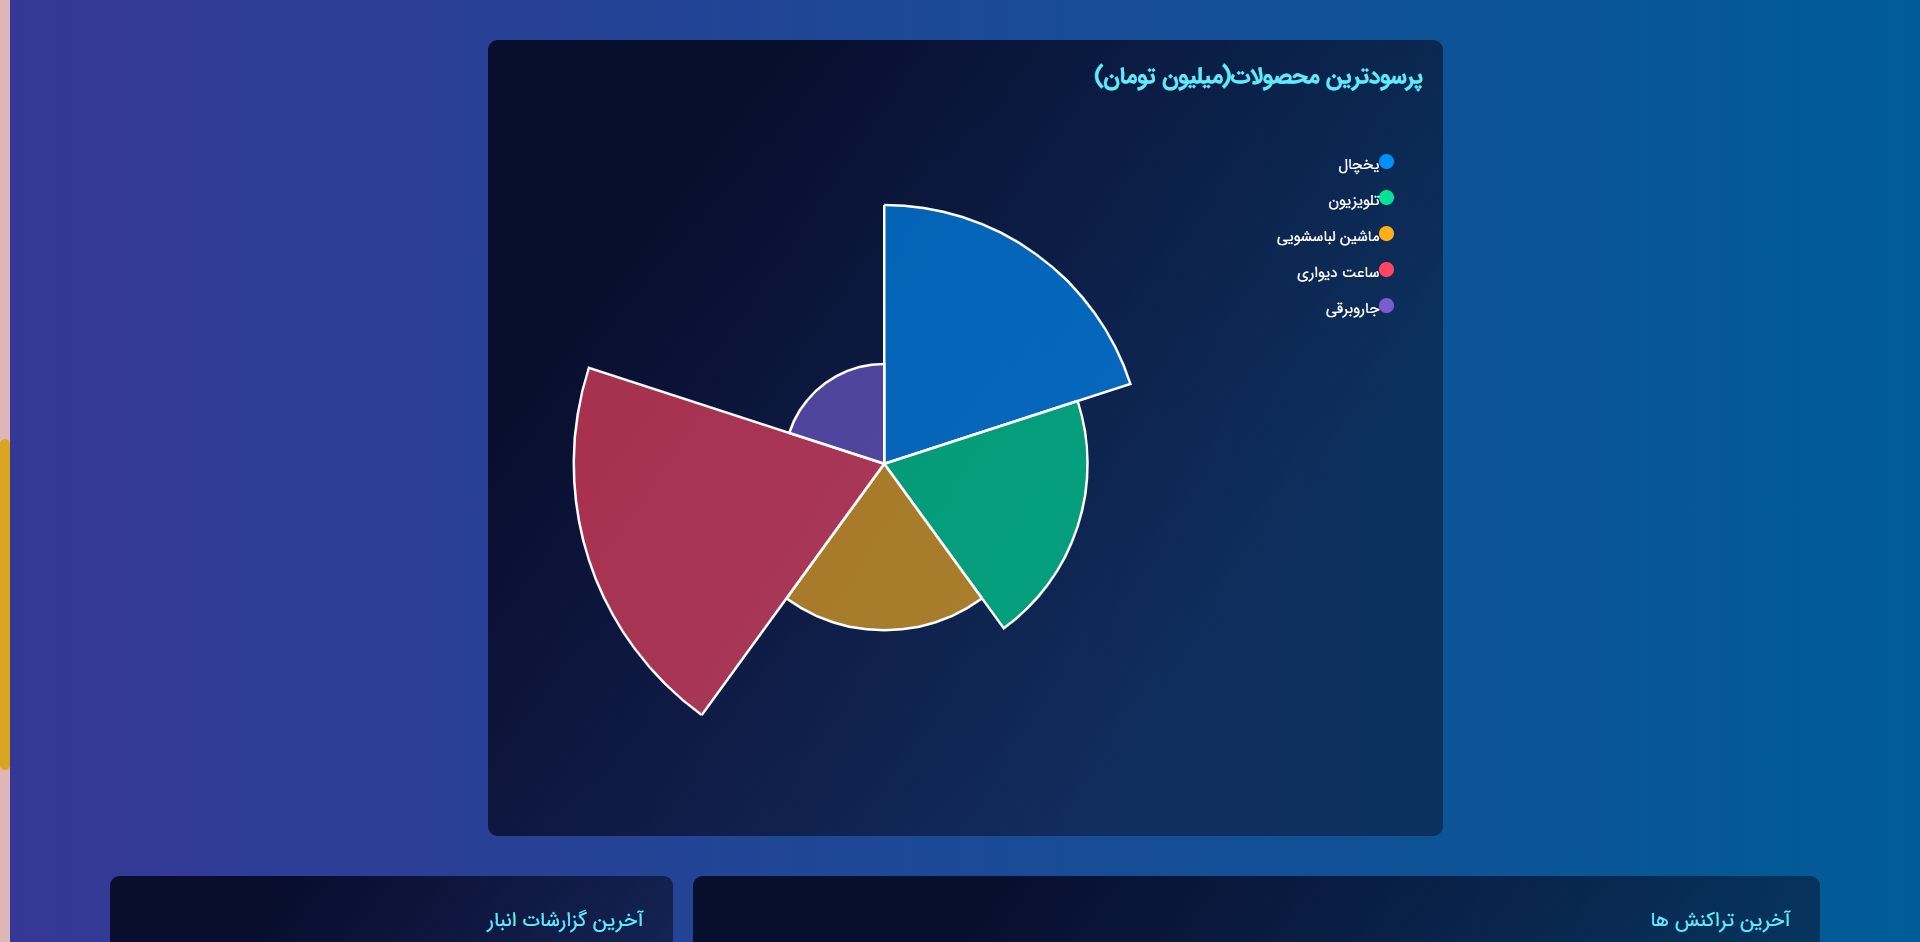 پرسودترین محصولات(میلیون تومان)
یخچال
تلویزیون
ماشین لباسشویی
ساعت دیواری
جاروبرقی
آخرین تراکنش ها
آخرین گزارشات انبار